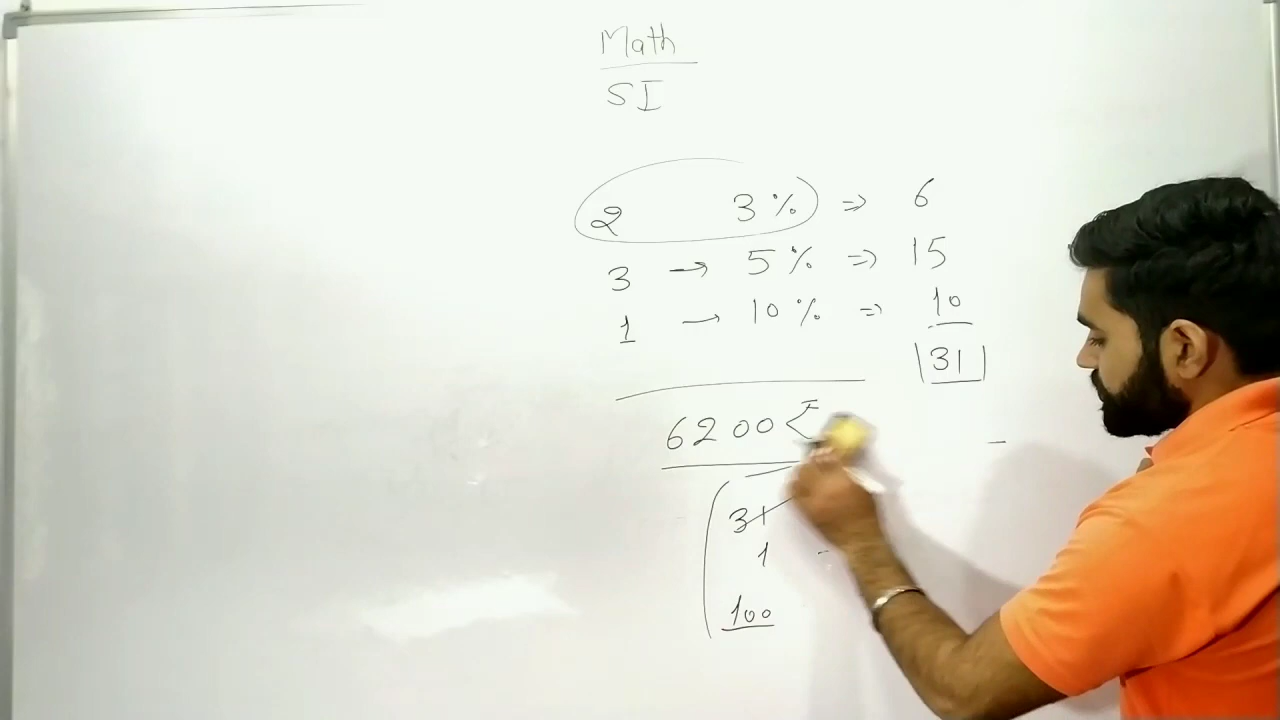 Math
SI
2 3% ⇒ 6
3 → 5% ⇒ 15
1 → 10% ⇒ 10
31
6200₹
31
1
100